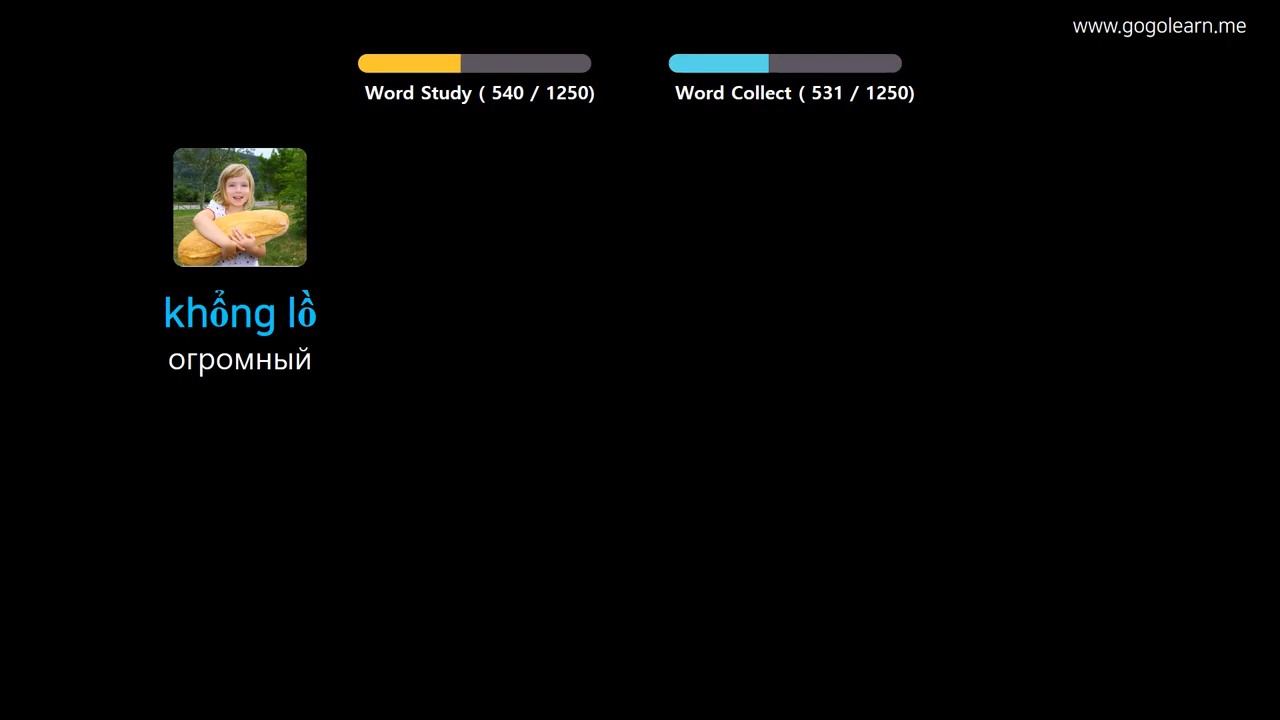 www.gogolearn.me
Word Study ( 540 / 1250)
Word Collect ( 531 / 1250)
khổng lồ
огромный